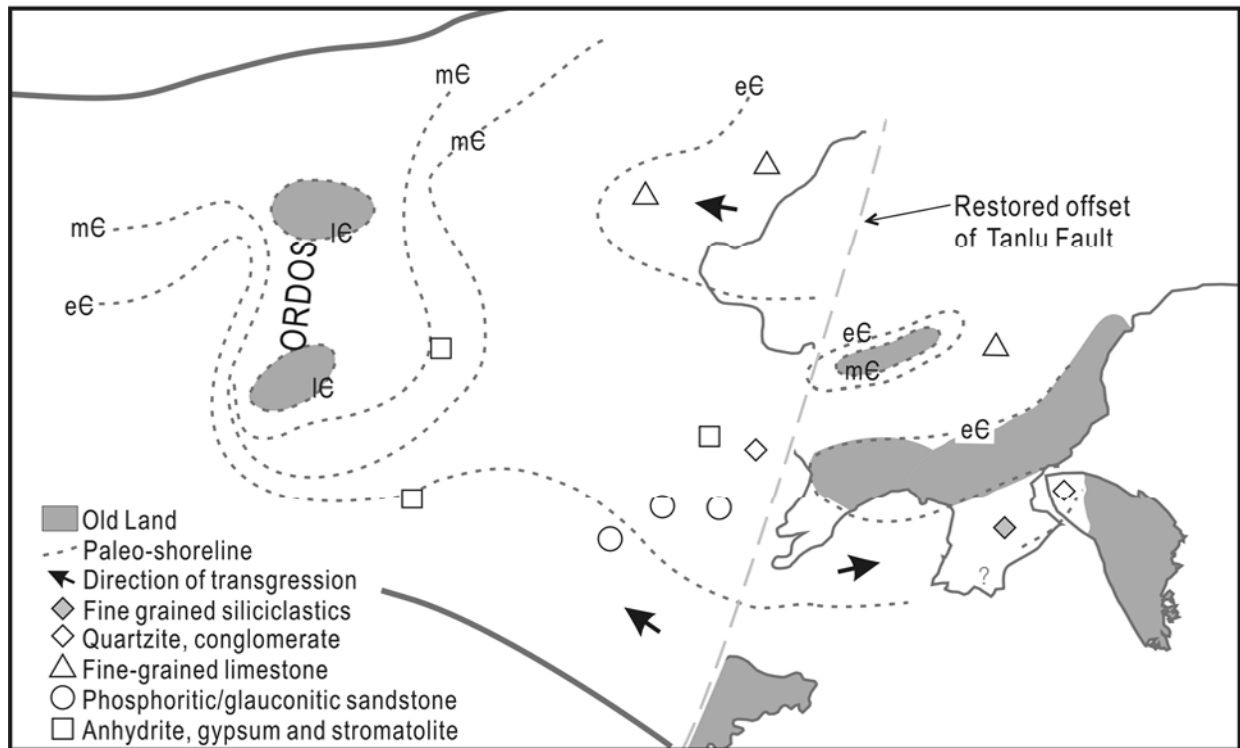 mЄ
eЄ
mЄ
Restored offset
of Tanlu Fault
mЄ
lЄ
eЄ
ORDOS
eЄ
mЄ
lЄ
eЄ
Old Land
Paleo-shoreline
Direction of transgression
Fine grained siliciclastics
?
Quartzite, conglomerate
Fine-grained limestone
Phosphoritic/glauconitic sandstone
Anhydrite, gypsum and stromatolite